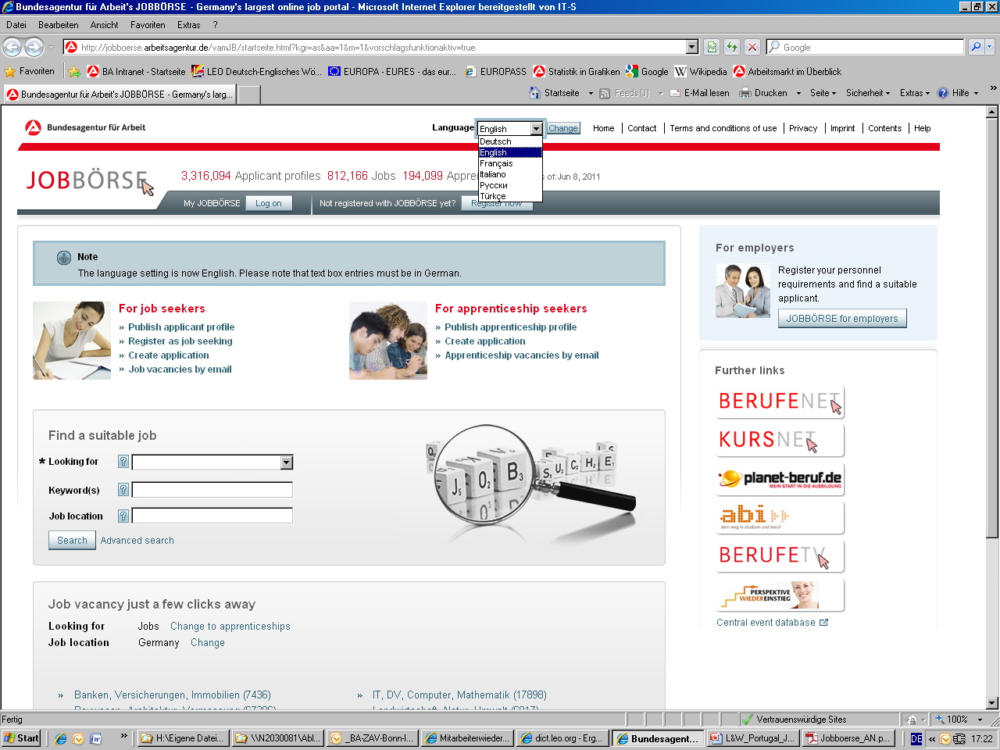 Bundesagentur für Arbeit's JOBBÖRSE - Germany's largest online job portal - Microsoft Internet Explorer bereitgestellt von IT-S
Datei Bearbeiten Ansicht Favoriten Extras ?
http://jobboerse.arbeitsagentur.de/vamJB/startseite.html?kgr=as&aa=1&m=1&vorschlagsfunktionaktiv=true
Google
Favoriten BA Intranet - Startseite LEO Deutsch-Englisches Wö... EUROPA - EURES - das eur... EUROPASS Statistik in Grafiken Google Wikipedia Arbeitsmarkt im Überblick
Bundesagentur für Arbeit's JOBBÖRSE - Germany's larg... Startseite Feeds (J) E-Mail lesen Drucken Seite Sicherheit Extras Hilfe »
Bundesagentur für Arbeit Language English Change Home Contact Terms and conditions of use Privacy Imprint Contents Help
Deutsch
English
Français
Italiano
Русски
Türkçe
JOBBÖRSE 3,316,094 Applicant profiles 812,166 Jobs 194,099 of:Jun 8, 2011
My JOBBÖRSE Log on Not registered with JOBBÖRSE yet? Register now
Note
The language setting is now English. Please note that text box entries must be in German.
For job seekers
» Publish applicant profile
» Register as job seeking
» Create application
» Job vacancies by email
For apprenticeship seekers
» Publish apprenticeship profile
» Create application
» Apprenticeship vacancies by email
For employers
Register your personnel
requirements and find a suitable
applicant.
JOBBÖRSE for employers
Find a suitable job
* Looking for ?
Keyword(s) ?
Job location ?
Search Advanced search
JOB SUCHE
Further links
BERUFENET
KURSNET
planet-beruf.de
MEIN START IN DIE AUSBILDUNG
abi
dein weg in studium und beruf
BERUFETV
PERSPEKTIVE
WIEDEREINSTIEG
Central event database
Job vacancy just a few clicks away
Looking for Jobs Change to apprenticeships
Job location Germany Change
» Banken, Versicherungen, Immobilien (7436)
» IT, DV, Computer, Mathematik (17898)
Fertig Vertrauenswürdige Sites 100%
Start » H:\Eigene Datei... \\N2030081\Abl... _BA-ZAV-Bonn-I... Mitarbeiterwieder... dict.leo.org - Erg... Bundesagent... L&W_Portugal_J... Jobboerse_AN.p... DE « 17:22